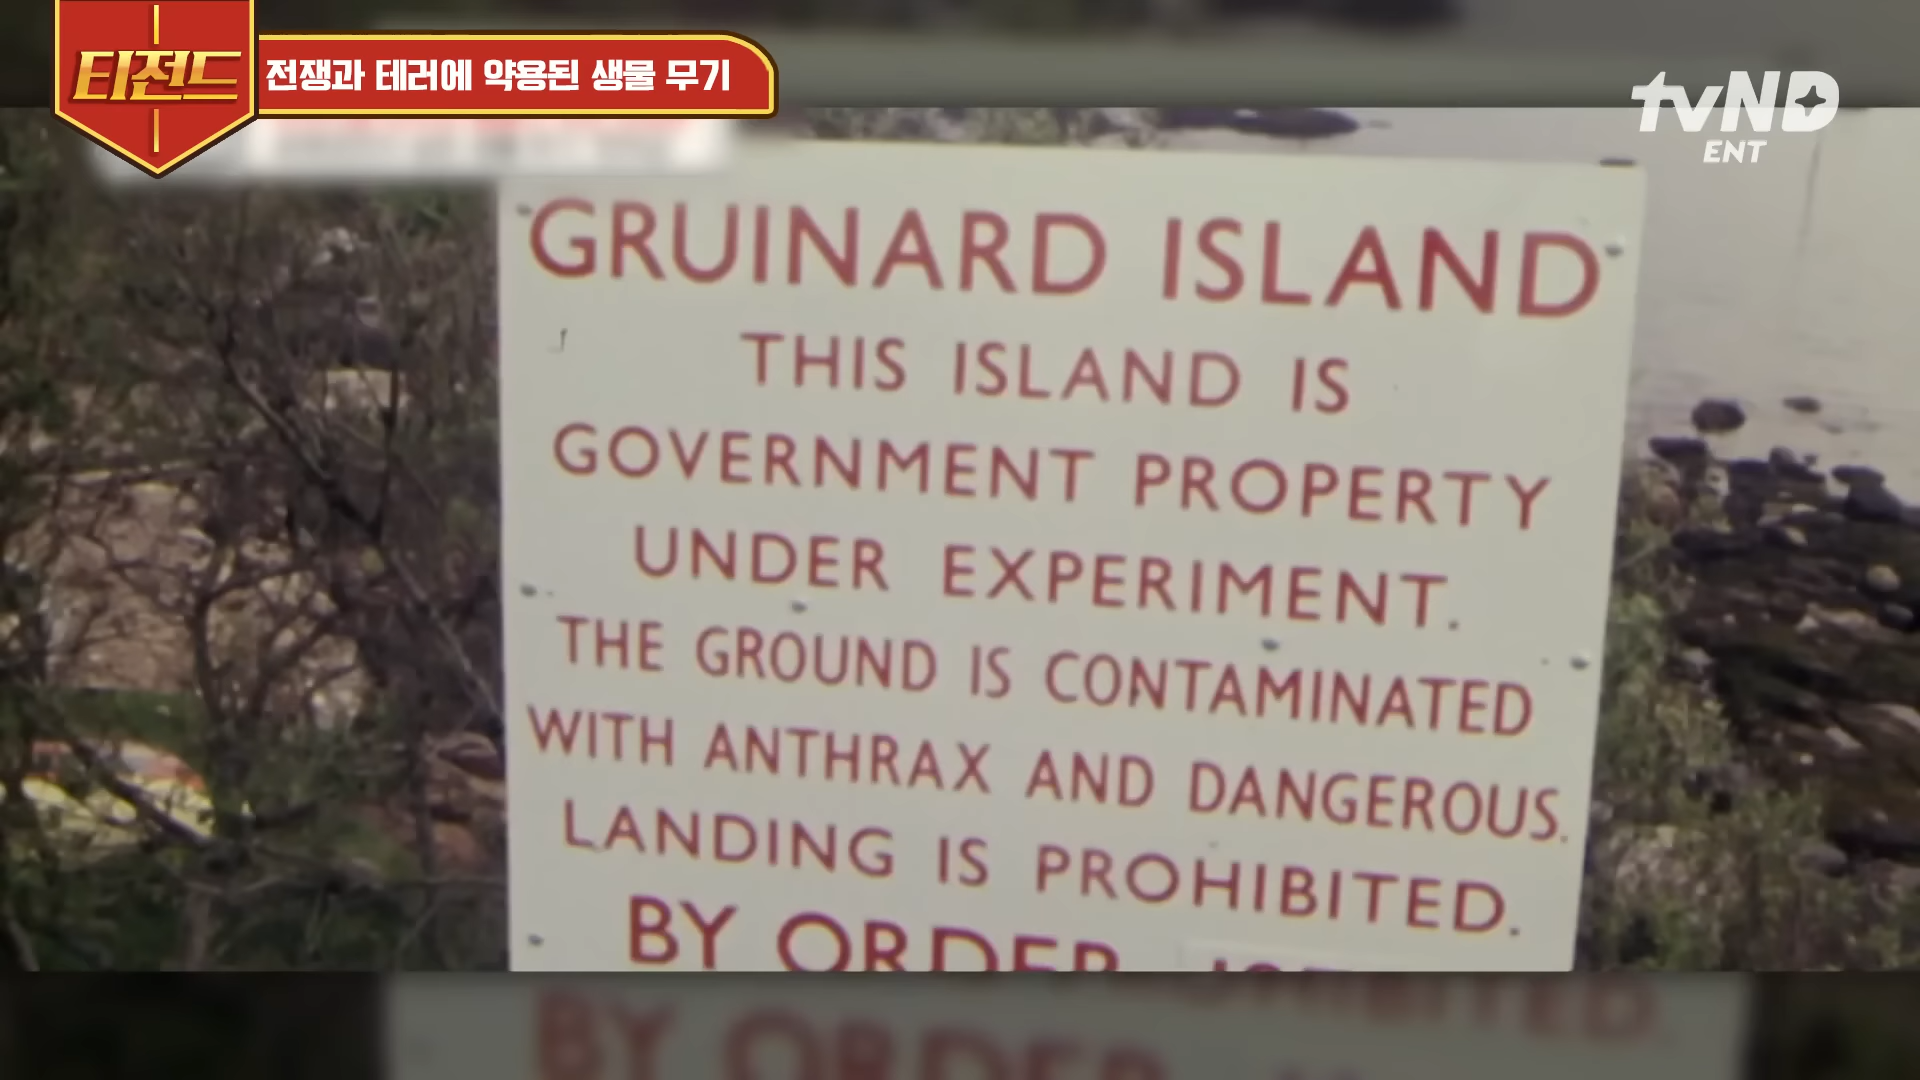 티전드
전쟁과 테러에 악용된 생물 무기
tvND
ENT
GRUINARD ISLAND
THIS ISLAND IS
GOVERNMENT PROPERTY
UNDER EXPERIMENT.
THE GROUND IS CONTAMINATED
WITH ANTHRAX AND DANGEROUS.
LANDING IS PROHIBITED.
BY ORDER